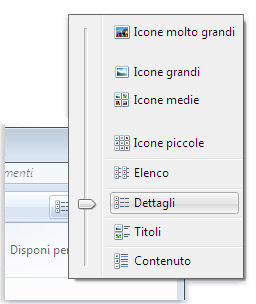 Icone molto grandi
Icone grandi
Icone medie
Icone piccole
Elenco
Dettagli
Titoli
Contenuto
menti
Disponi per